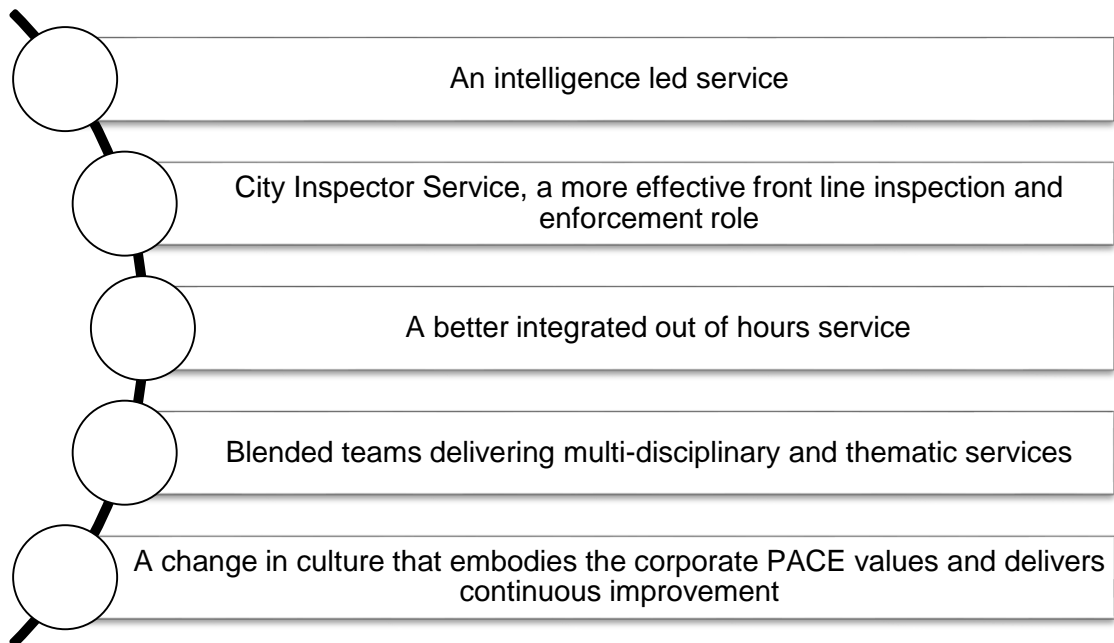 An intelligence led service
City Inspector Service, a more effective front line inspection and
enforcement role
A better integrated out of hours service
Blended teams delivering multi-disciplinary and thematic services
A change in culture that embodies the corporate PACE values and delivers
continuous improvement